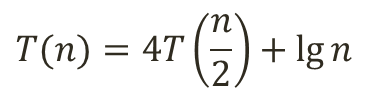 T(n) = 4T(n/2) + lg n